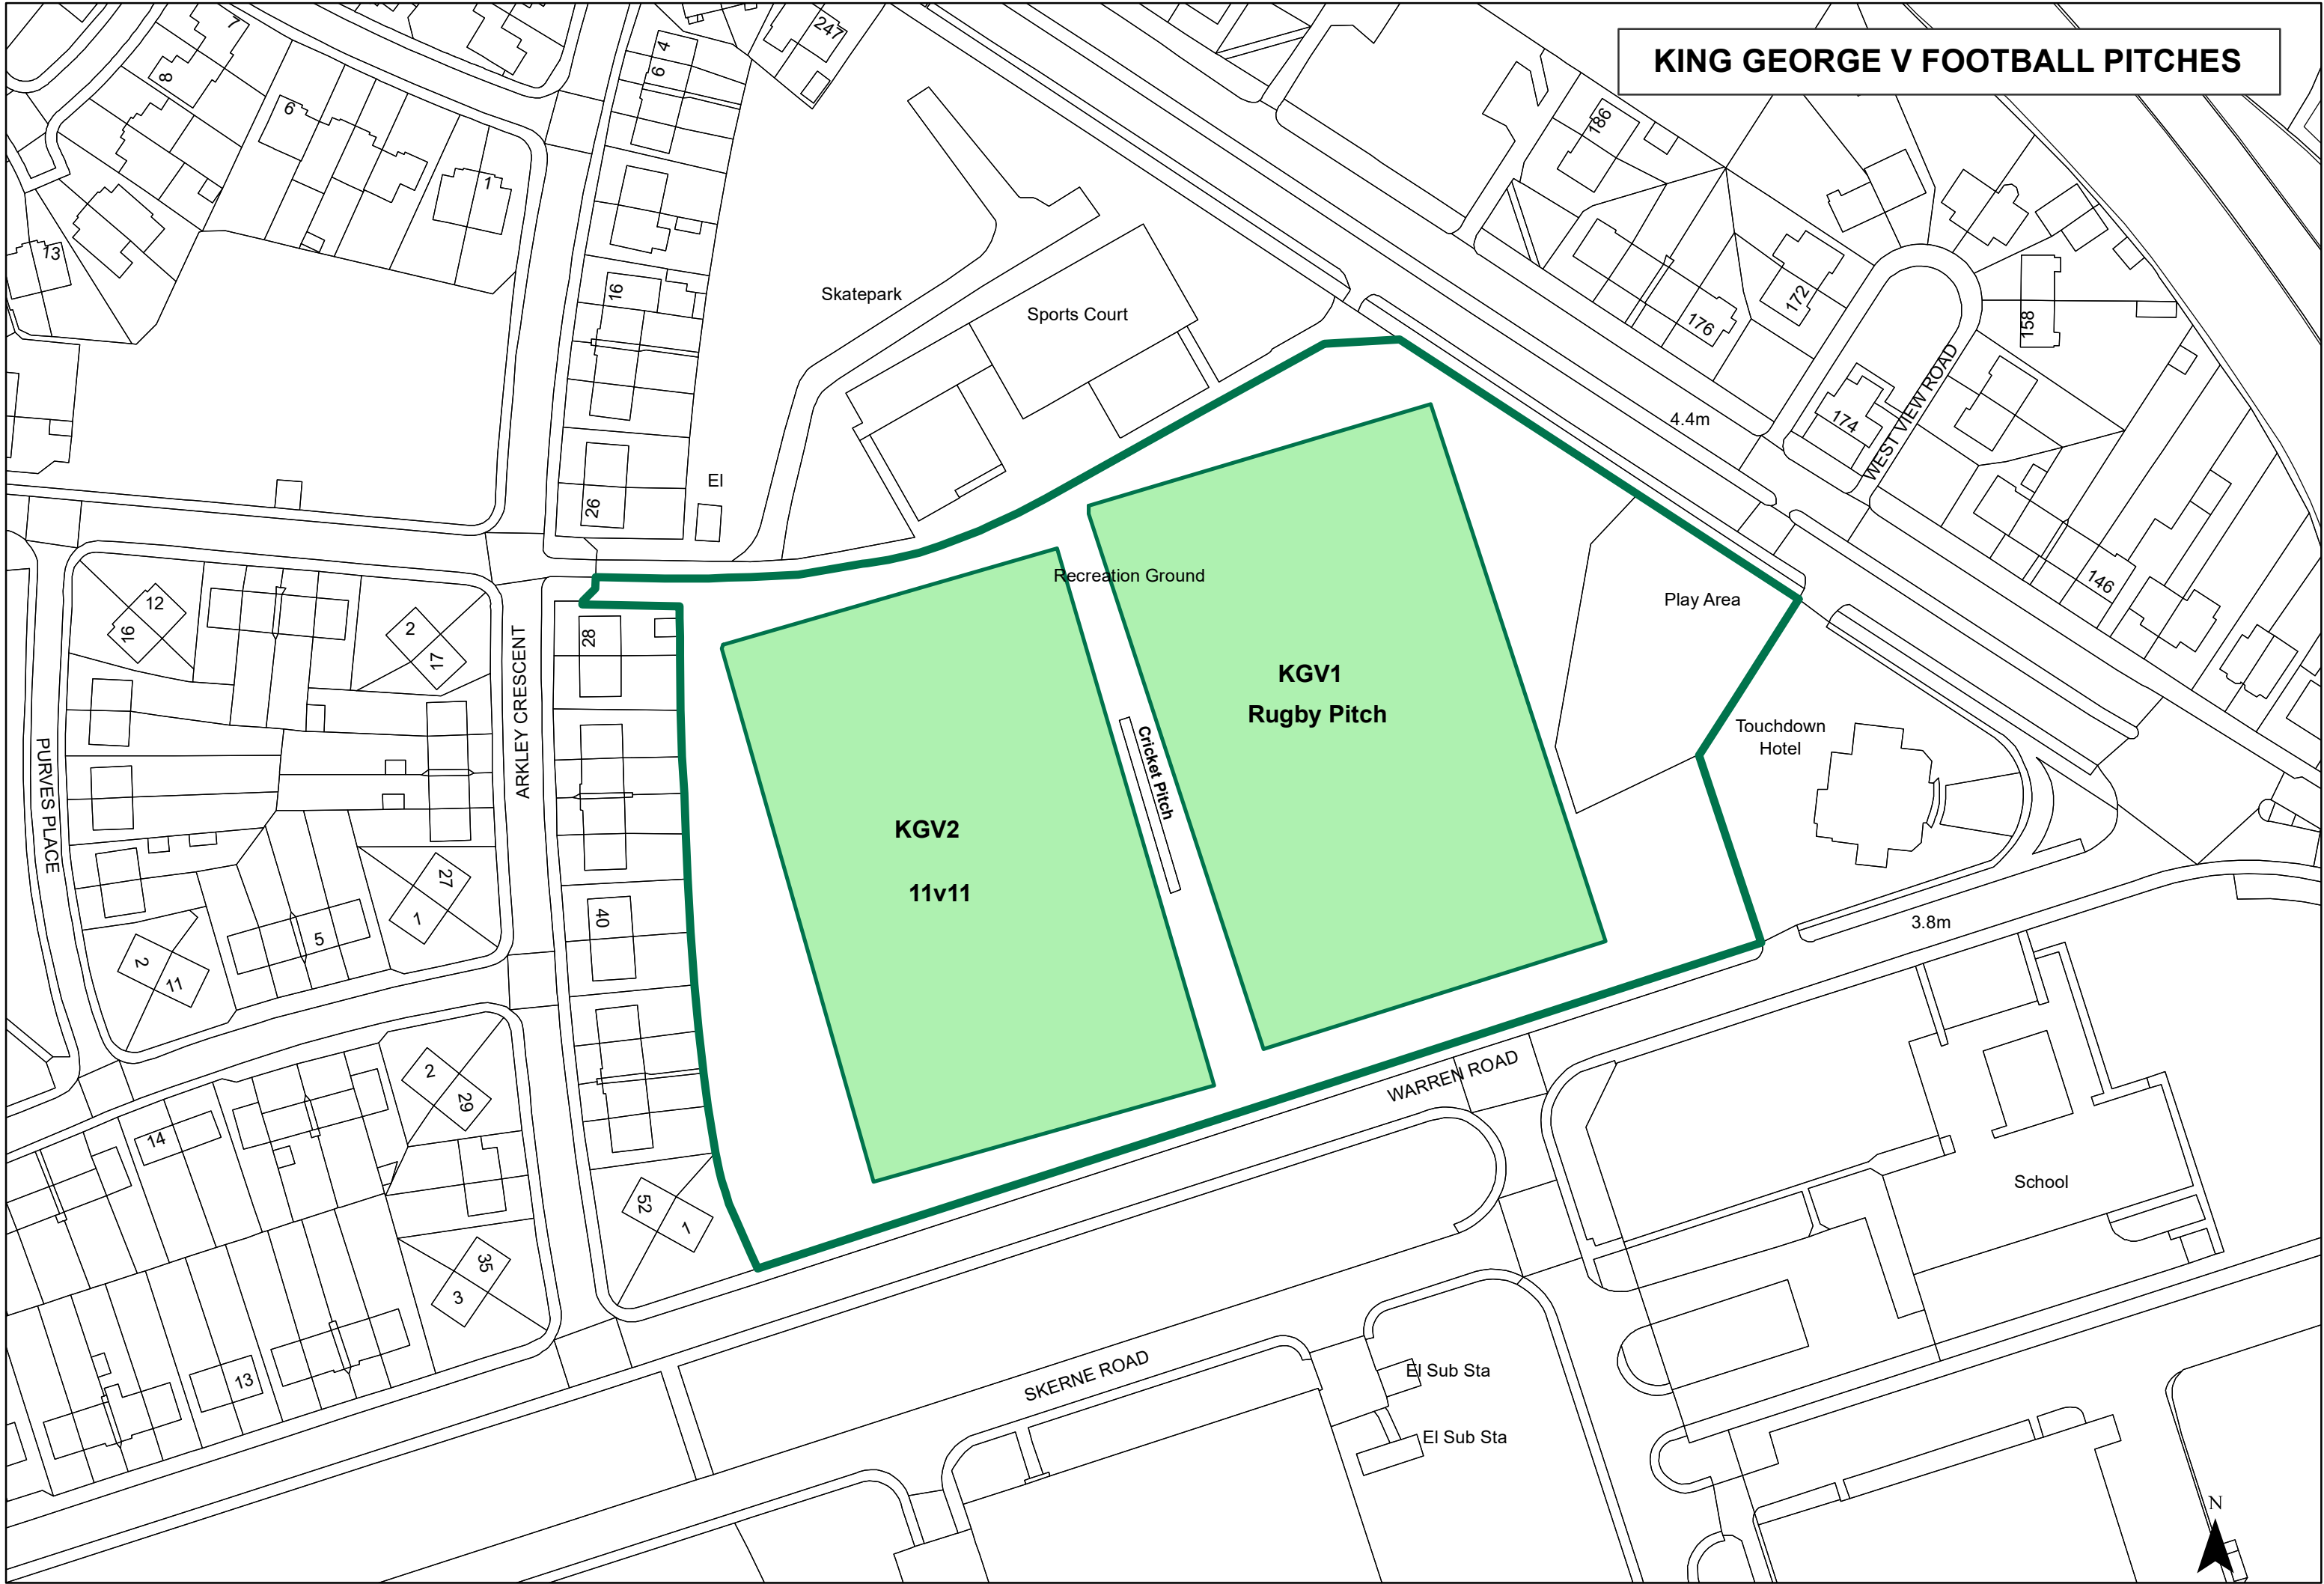 KING GEORGE V FOOTBALL PITCHES
7
8
6
1
13
4
6
247
16
26
El
Skatepark
Sports Court
186
176
172
158
174
WEST VIEW ROAD
4.4m
146
Recreation Ground
Play Area
KGV1
Rugby Pitch
Cricket Pitch
KGV2
11v11
Touchdown
Hotel
3.8m
12
16
2
17
28
ARKLEY CRESCENT
PURVES PLACE
27
1
5
2
11
40
2
29
14
52
1
35
3
13
WARREN ROAD
School
SKERNE ROAD
El Sub Sta
El Sub Sta
N